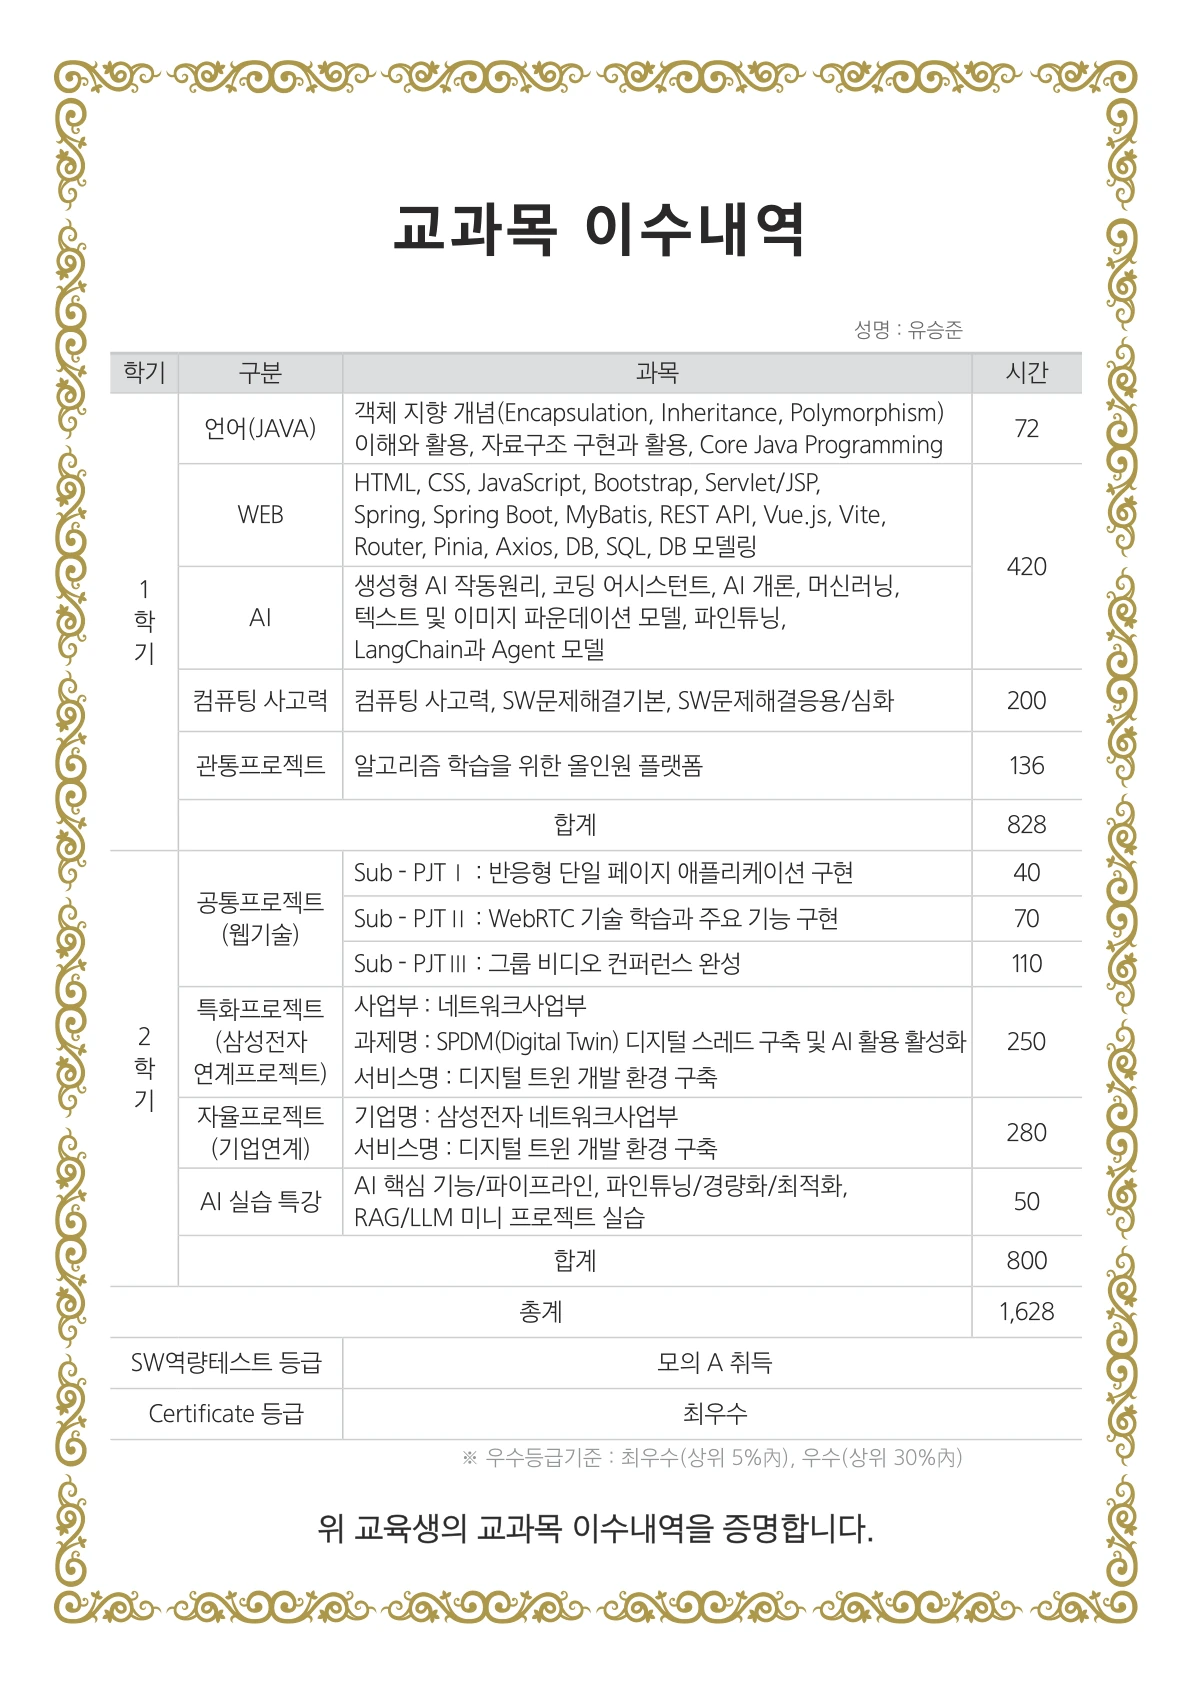 교과목 이수내역
성명 : 유승준
학기 구분 과목 시간
1
학
기
언어(JAVA)
객체 지향 개념(Encapsulation, Inheritance, Polymorphism)
이해와 활용, 자료구조 구현과 활용, Core Java Programming
72
WEB
HTML, CSS, JavaScript, Bootstrap, Servlet/JSP,
Spring, Spring Boot, MyBatis, REST API, Vue.js, Vite,
Router, Pinia, Axios, DB, SQL, DB 모델링
420
AI
생성형 AI 작동원리, 코딩 어시스턴트, AI 개론, 머신러닝,
텍스트 및 이미지 파운데이션 모델, 파인튜닝,
LangChain과 Agent 모델
컴퓨팅 사고력 컴퓨팅 사고력, SW문제해결기본, SW문제해결응용/심화 200
관통프로젝트 알고리즘 학습을 위한 올인원 플랫폼 136
합계 828
2
학
기
공통프로젝트
(웹기술)
Sub - PJTⅠ : 반응형 단일 페이지 애플리케이션 구현 40
Sub - PJTⅡ : WebRTC 기술 학습과 주요 기능 구현 70
Sub - PJTⅢ : 그룹 비디오 컨퍼런스 완성 110
특화프로젝트
(삼성전자
연계프로젝트)
사업부 : 네트워크사업부
과제명 : SPDM(Digital Twin) 디지털 스레드 구축 및 AI 활용 활성화
서비스명 : 디지털 트윈 개발 환경 구축
250
자율프로젝트
(기업연계)
기업명 : 삼성전자 네트워크사업부
서비스명 : 디지털 트윈 개발 환경 구축
280
AI 실습 특강
AI 핵심 기능/파이프라인, 파인튜닝/경량화/최적화,
RAG/LLM 미니 프로젝트 실습
50
합계 800
총계 1,628
SW역량테스트 등급 모의 A 취득
Certificate 등급 최우수
※ 우수등급기준 : 최우수(상위 5%內), 우수(상위 30%內)
위 교육생의 교과목 이수내역을 증명합니다.